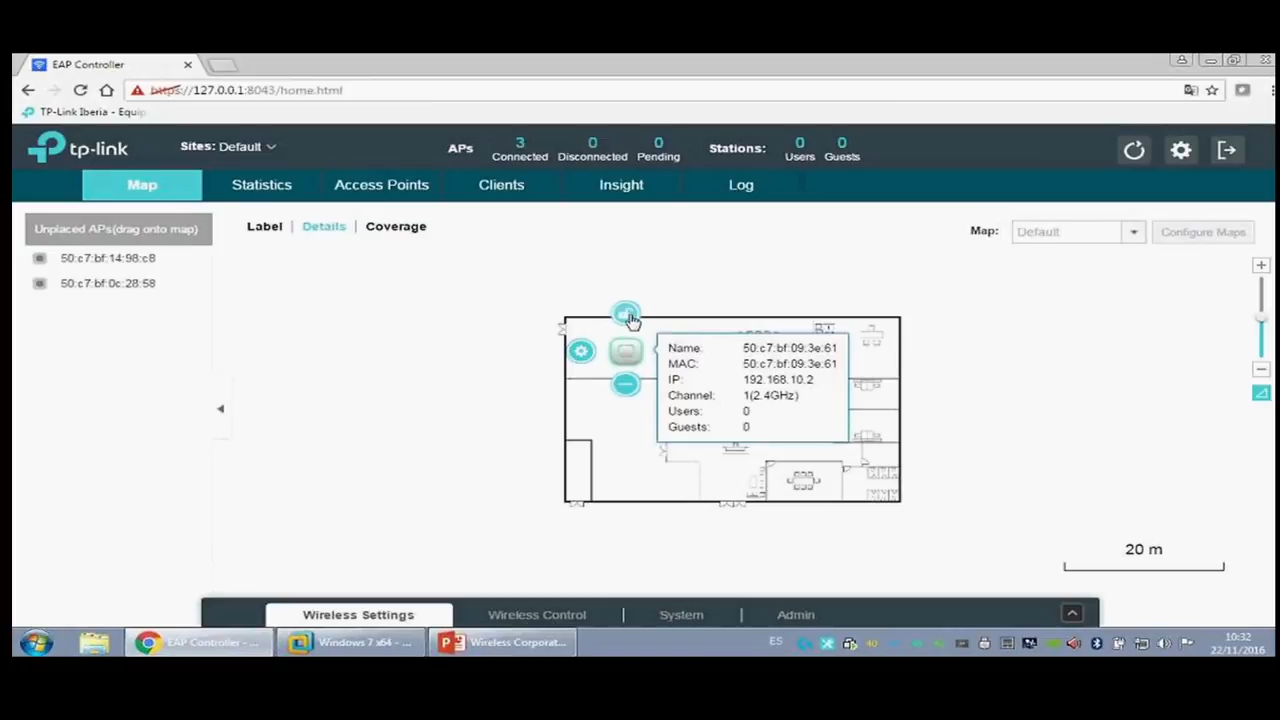 EAP Controller
https://127.0.0.1:8043/home.html
TP-Link Iberia - Equip
tp-link
Sites: Default
APs
3
Connected
0
Disconnected
0
Pending
Stations:
0
Users
0
Guests
Map
Statistics
Access Points
Clients
Insight
Log
Unplaced APs(drag onto map)
50:c7:bf:14:98:c8
50:c7:bf:0c:28:58
Label | Details | Coverage
Map: Default
Configure Maps
Name: 50:c7:bf:09:3e:61
MAC: 50:c7:bf:09:3e:61
IP: 192.168.10.2
Channel: 1(2.4GHz)
Users: 0
Guests: 0
20 m
Wireless Settings
Wireless Control
System
Admin
EAP Controller - ...
Windows 7 x64 - ...
Wireless Corporat...
ES
40
10:32
22/11/2016